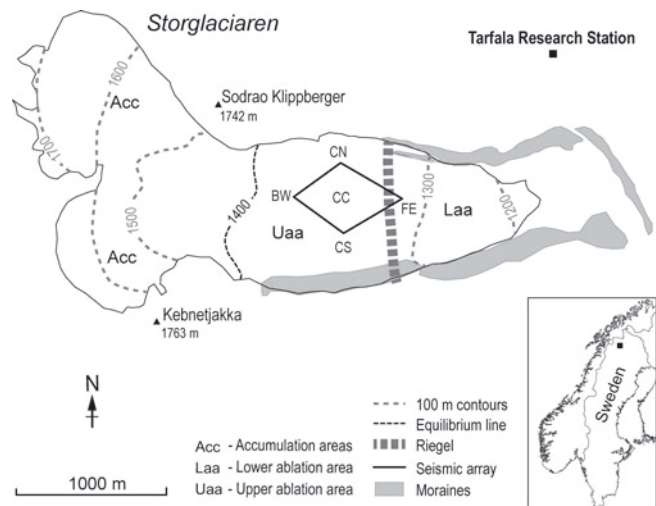 Storglaciaren
Tarfala Research Station
1600
Acc
Sodrao Klippberger
1742 m
1700
CN
1400
1300
BW
CC
1200
FE
Laa
1500
Uaa
Acc
CS
Kebnetjakka
1763 m
N
100 m contours
Equilibrium line
Acc - Accumulation areas
Riegel
Laa - Lower ablation area
Seismic array
Uaa - Upper ablation area
Moraines
1000 m
Sweden